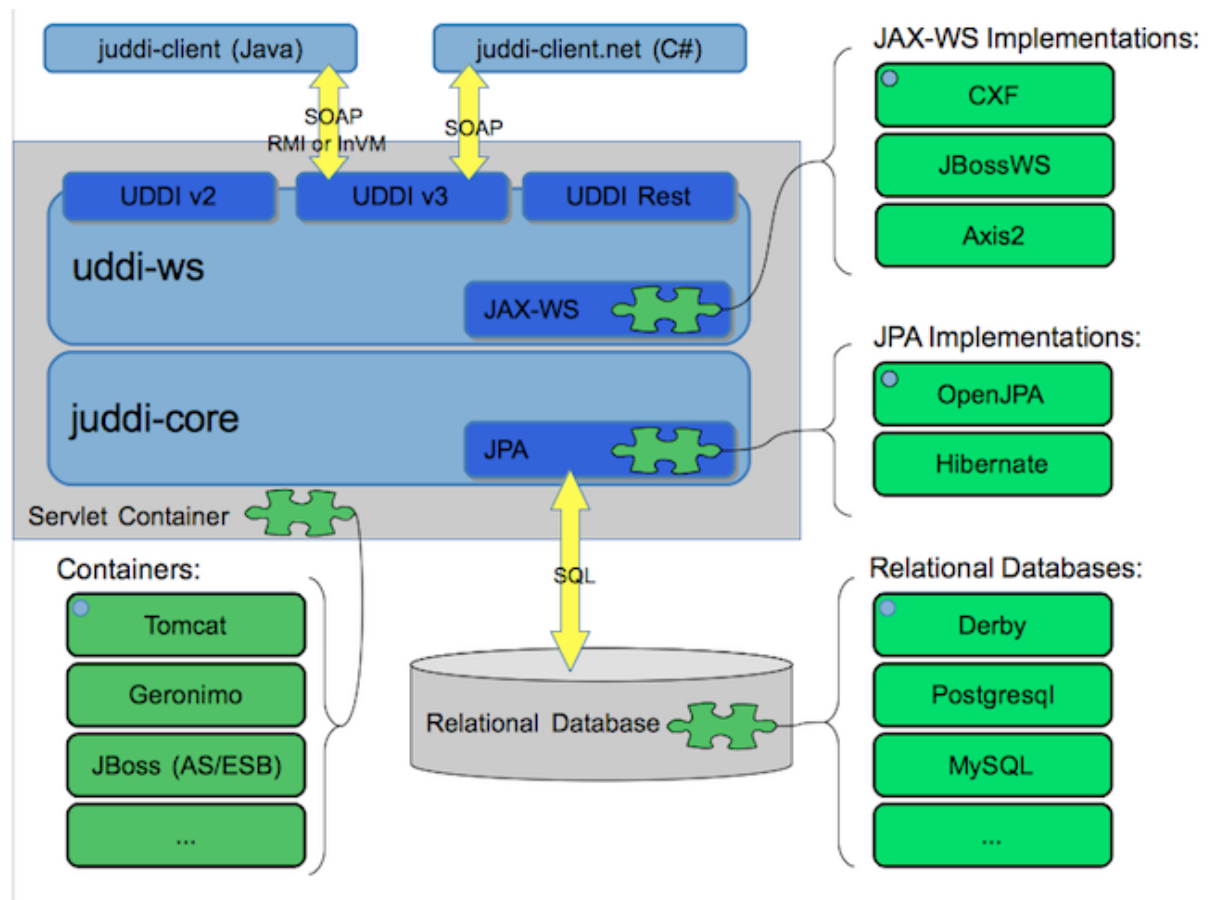 juddi-client (Java)
juddi-client.net (C#)
SOAP
RMI or InVM
SOAP
UDDI v2
UDDI v3
UDDI Rest
uddi-ws
JAX-WS
juddi-core
JPA
Servlet Container
JAX-WS Implementations:
CXF
JBossWS
Axis2
JPA Implementations:
OpenJPA
Hibernate
Containers:
Tomcat
Geronimo
JBoss (AS/ESB)
...
SQL
Relational Database
Relational Databases:
Derby
Postgresql
MySQL
...